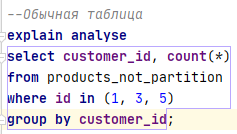 --Обычная таблица
explain analyse
select customer_id, count(*)
from products_not_partition
where id in (1, 3, 5)
group by customer_id;